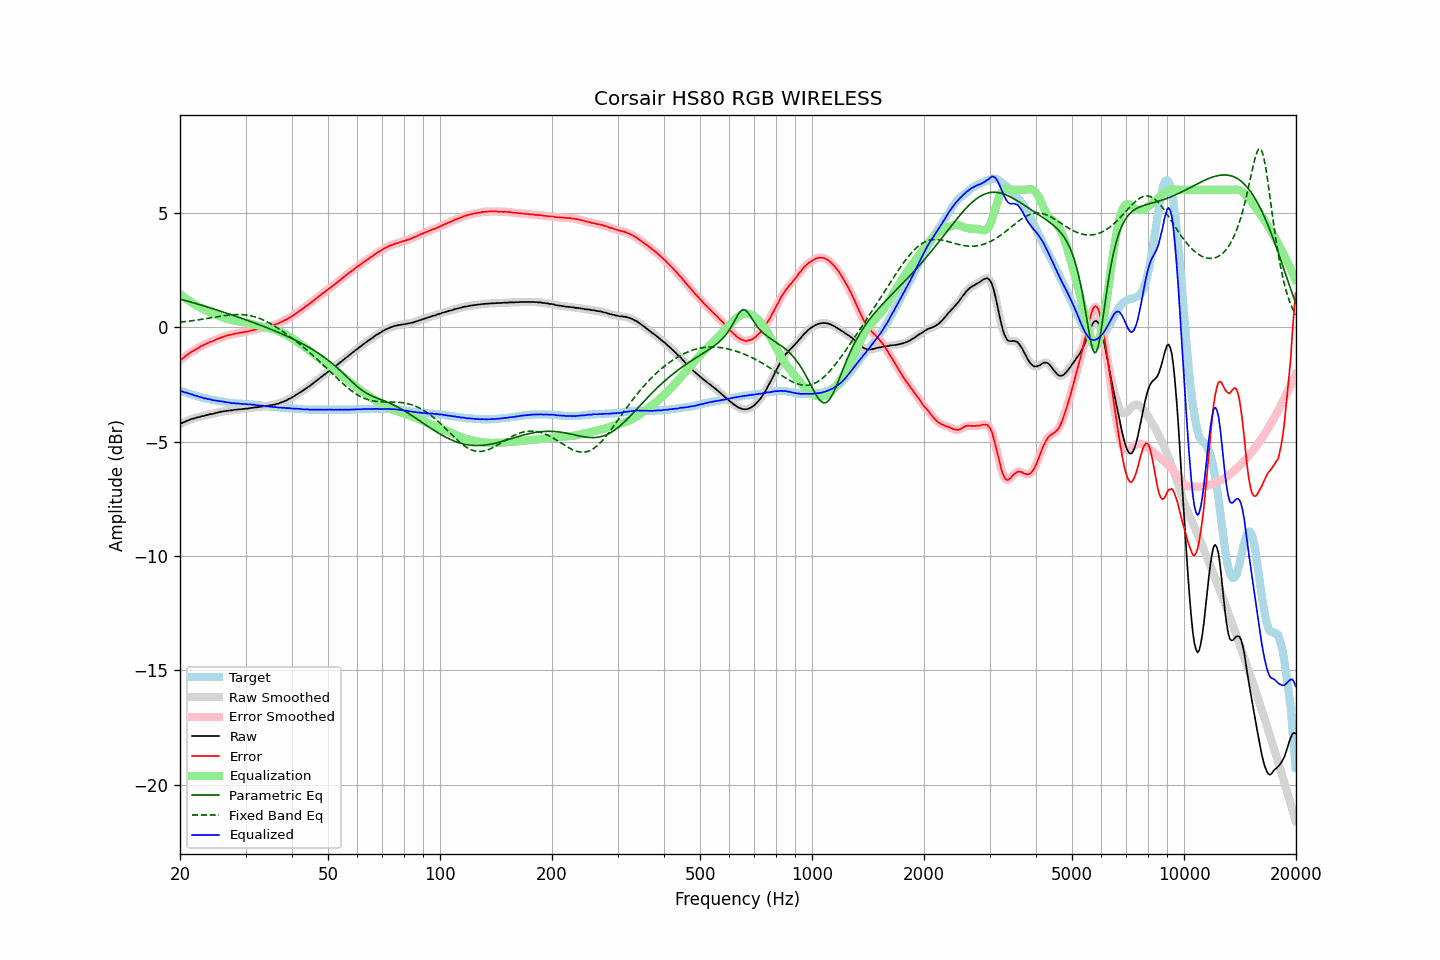 Corsair HS80 RGB WIRELESS
5
0
−5
−10
−15
−20
Amplitude (dBr)
Target
Raw Smoothed
Error Smoothed
Raw
Error
Equalization
Parametric Eq
Fixed Band Eq
Equalized
20 50 100 200 500 1000 2000 5000 10000 20000
Frequency (Hz)